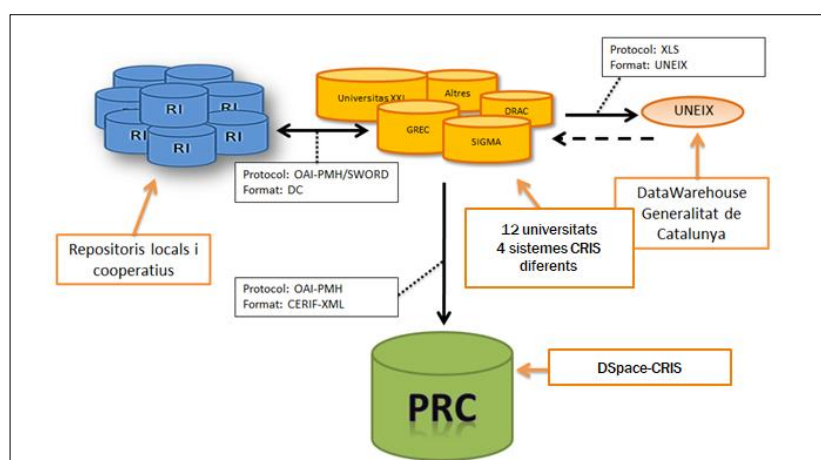 Protocol: XLS
Format: UNEIX
Universitas XXI
Altres
DRAC
GREC
SIGMA
UNEIX
RI
RI
RI
RI
RI
RI
RI
Protocol: OAI-PMH/SWORD
Format: DC
DataWarehouse
Generalitat de
Catalunya
12 universitats
4 sistemes CRIS
diferents
Repositoris locals i
cooperatius
Protocol: OAI-PMH
Format: CERIF-XML
DSpace-CRIS
PRC